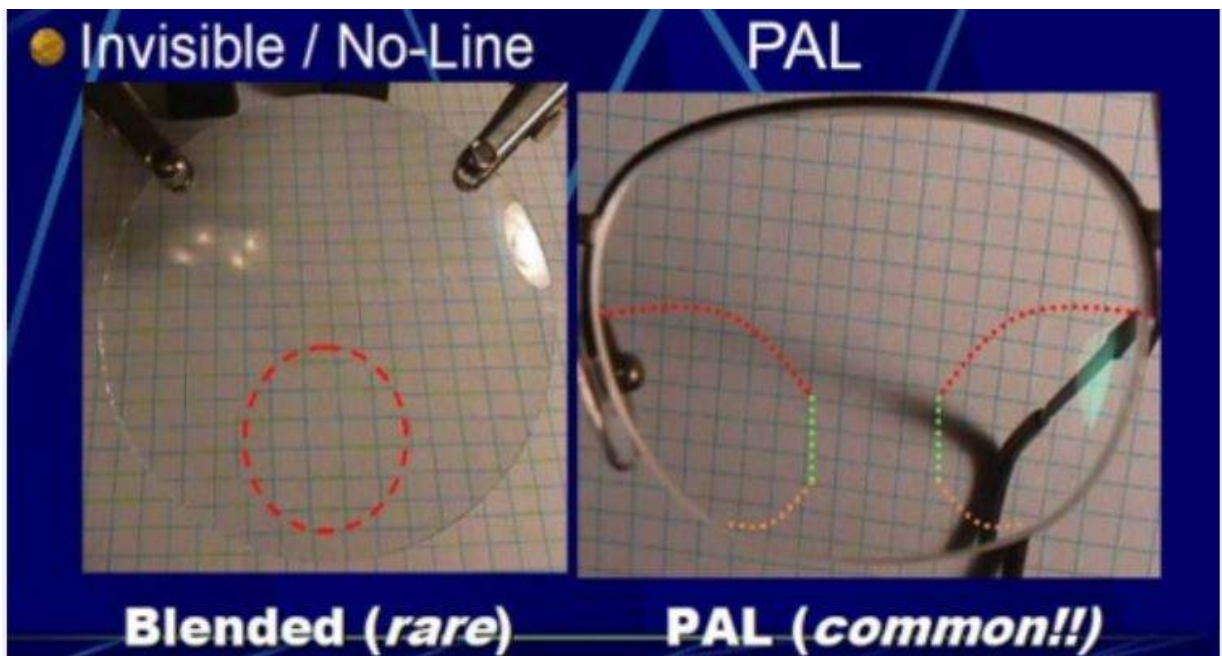 Invisible / No-Line
PAL
Blended (rare)
PAL (common!!)